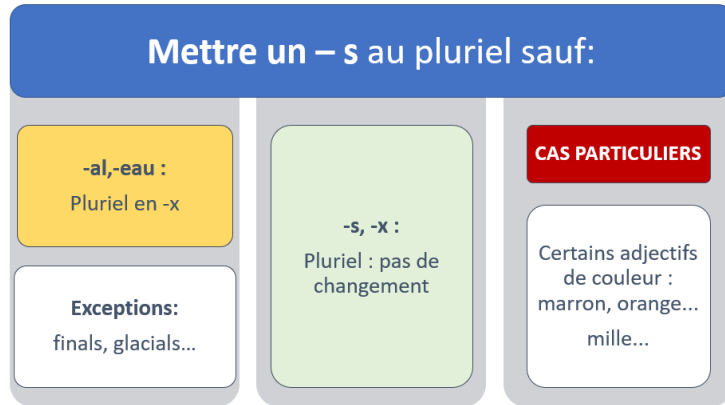 Mettre un – s au pluriel sauf:
-al,-eau :
Pluriel en -x
Exceptions:
finals, glacials...
-s, -x :
Pluriel : pas de
changement
CAS PARTICULIERS
Certains adjectifs
de couleur :
marron, orange...
mille...